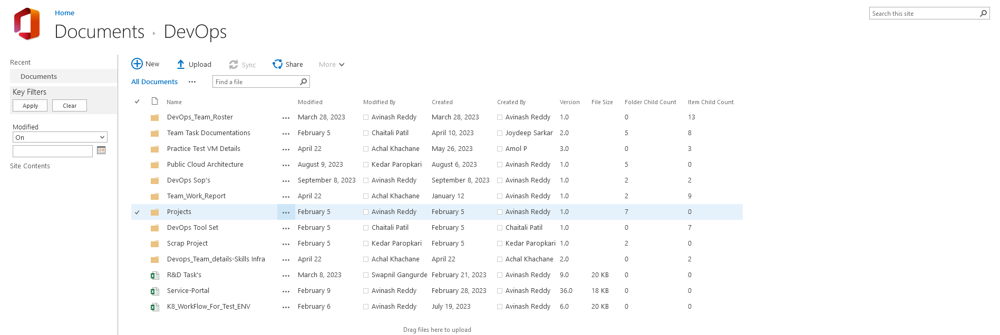 Home
Search this site
Documents ▸ DevOps
Recent
Documents
Key Filters
Apply Clear
Modified
On
Site Contents
New Upload Sync Share More
All Documents ... Find a file
Name Modified Modified By Created Created By Version File Size Folder Child Count Item Child Count
DevOps_Team_Roster ... March 28, 2023 Avinash Reddy March 28, 2023 Avinash Reddy 1.0 0 13
Team Task Documentations ... February 5 Chaitali Patil April 10, 2023 Joydeep Sarkar 2.0 5 8
Practice Test VM Details ... April 22 Achal Khachane May 26, 2023 Amol P 3.0 0 3
Public Cloud Architecture ... August 9, 2023 Kedar Paropkari August 6, 2023 Avinash Reddy 1.0 5 0
DevOps Sop's ... September 8, 2023 Avinash Reddy September 8, 2023 Avinash Reddy 1.0 2 2
Team_Work_Report ... April 22 Achal Khachane January 12 Avinash Reddy 1.0 2 9
Projects ... February 5 Avinash Reddy February 5 Avinash Reddy 1.0 7 0
DevOps Tool Set ... February 5 Chaitali Patil February 5 Chaitali Patil 1.0 0 7
Scrap Project ... February 5 Kedar Paropkari February 5 Kedar Paropkari 1.0 2 0
Devops_Team_details-Skills Infra ... April 22 Achal Khachane April 22 Achal Khachane 2.0 0 2
R&D Task's ... March 8, 2023 Swapnil Gangurde February 21, 2023 Avinash Reddy 9.0 20 KB 0 0
Service-Portal ... February 9 Avinash Reddy February 28, 2023 Avinash Reddy 36.0 18 KB 0 0
K8_WorkFlow_For_Test_ENV ... February 6 Avinash Reddy July 19, 2023 Avinash Reddy 6.0 20 KB 0 0
Drag files here to upload